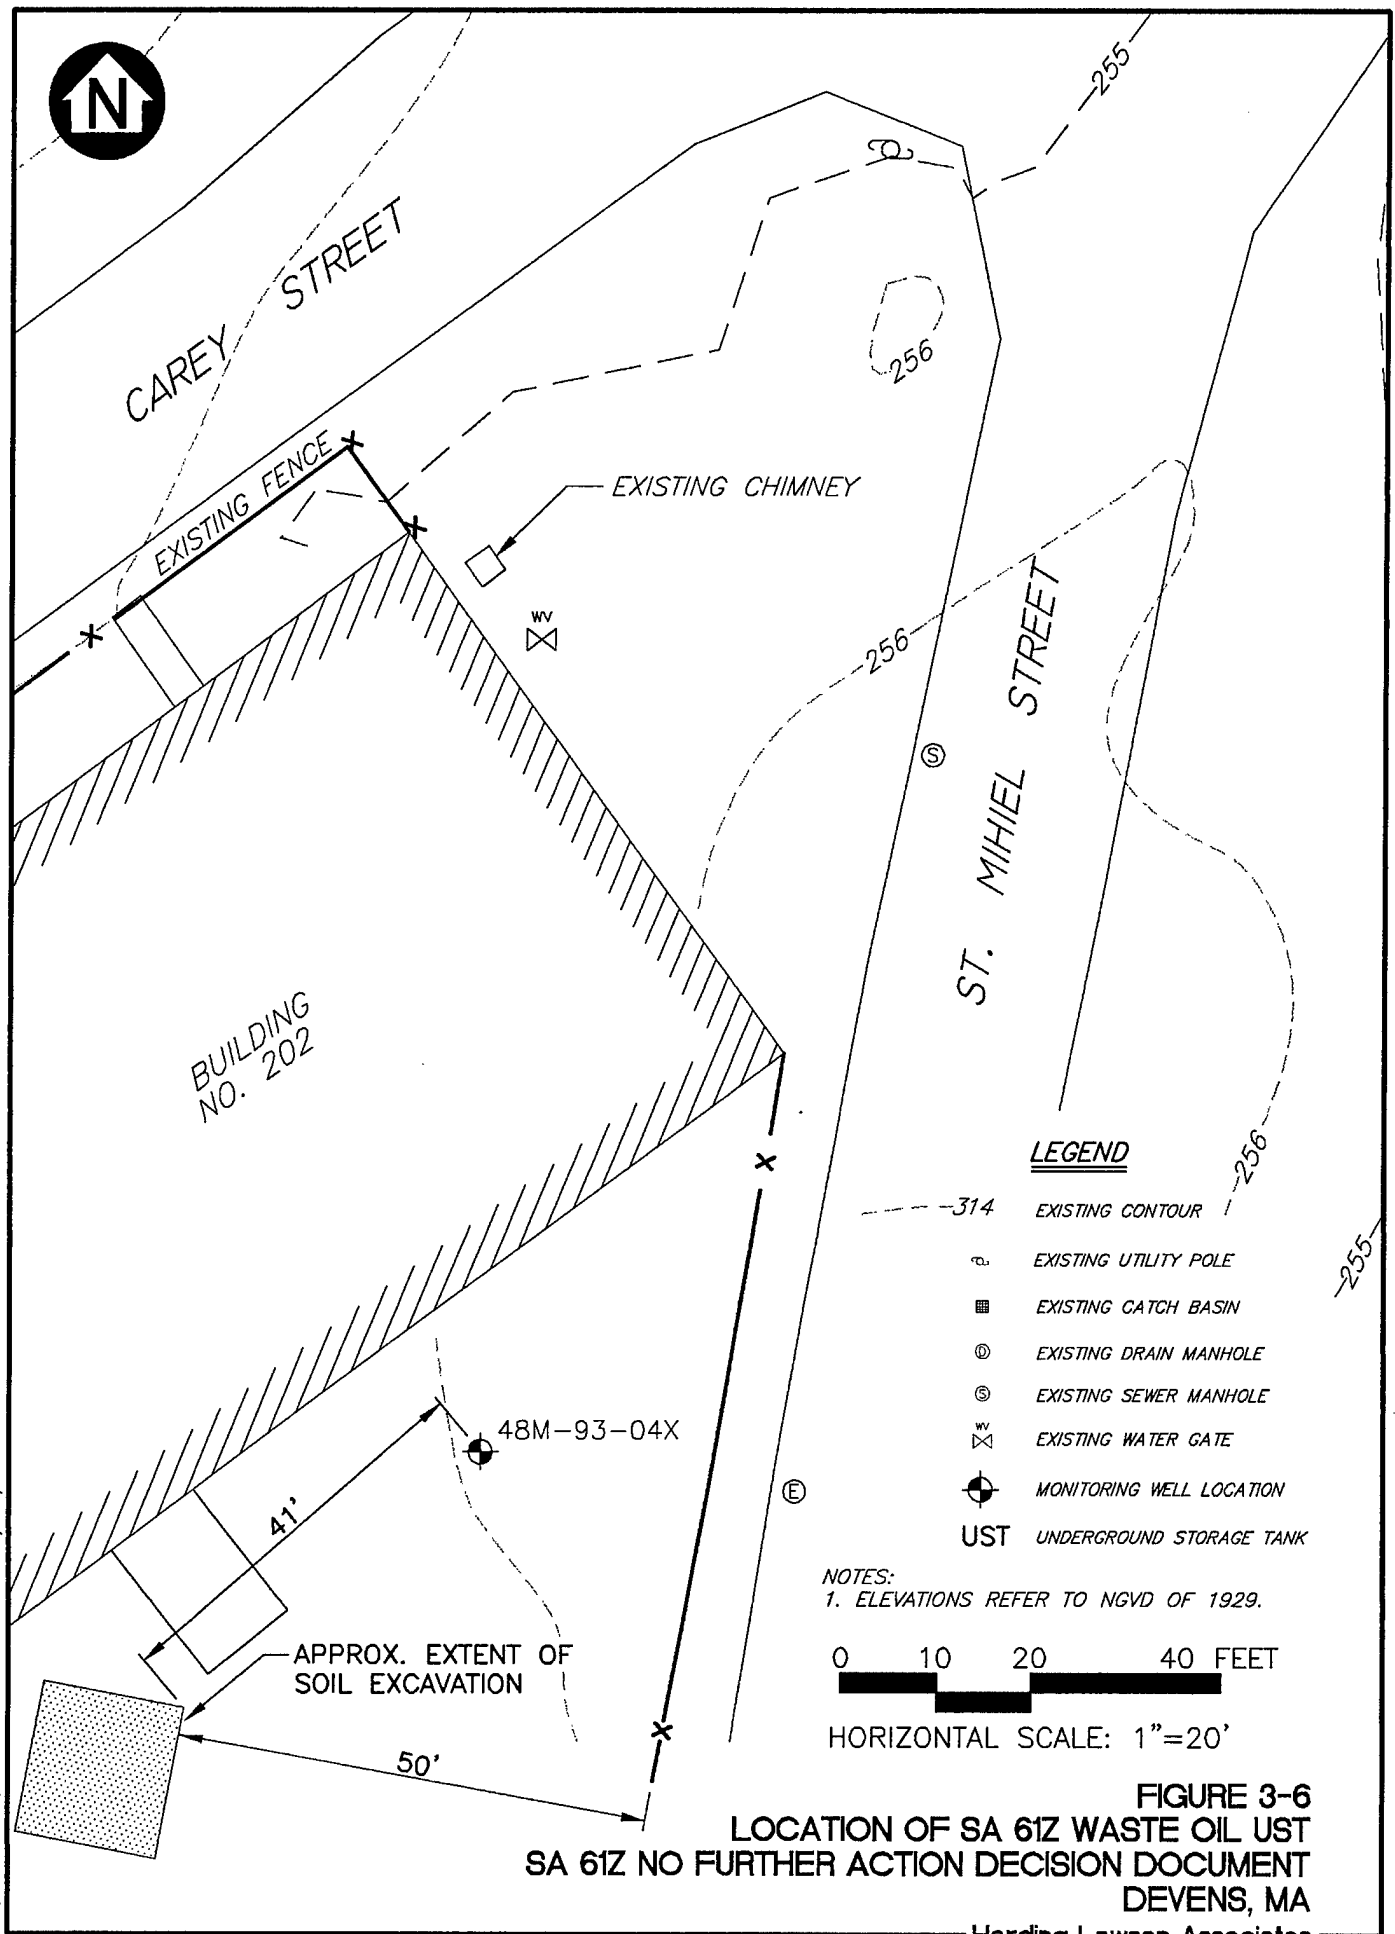 N
255
CAREY STREET
256
EXISTING FENCE
EXISTING CHIMNEY
WV
256
S
ST. MIHIEL STREET
BUILDING
NO. 202
256
255
48M-93-04X
41'
E
APPROX. EXTENT OF
SOIL EXCAVATION
50'
LEGEND
314 EXISTING CONTOUR
EXISTING UTILITY POLE
EXISTING CATCH BASIN
D EXISTING DRAIN MANHOLE
S EXISTING SEWER MANHOLE
WV EXISTING WATER GATE
MONITORING WELL LOCATION
UST UNDERGROUND STORAGE TANK
NOTES:
1. ELEVATIONS REFER TO NGVD OF 1929.
0 10 20 40 FEET
HORIZONTAL SCALE: 1"=20'
FIGURE 3-6
LOCATION OF SA 61Z WASTE OIL UST
SA 61Z NO FURTHER ACTION DECISION DOCUMENT
DEVENS, MA
Harding Lawson Associates